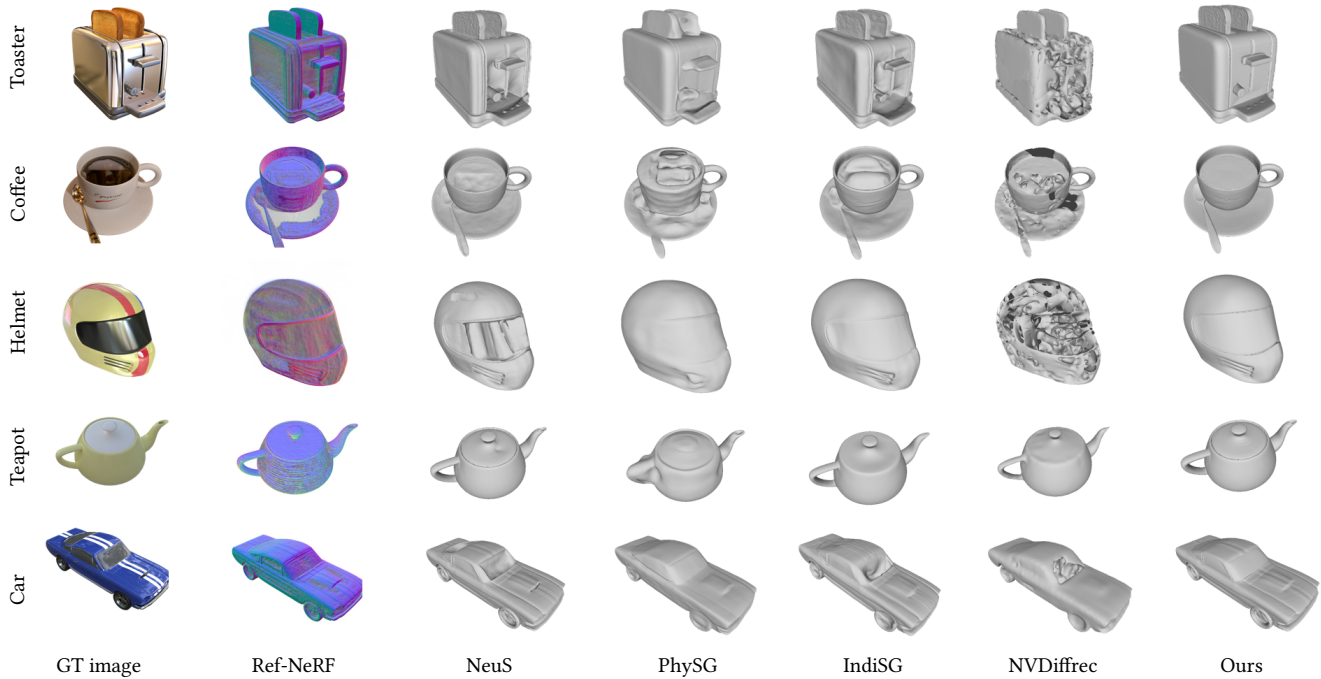 Toaster
Coffee
Helmet
Teapot
Car
GT image Ref-NeRF NeuS PhySG IndiSG NVDiffrec Ours